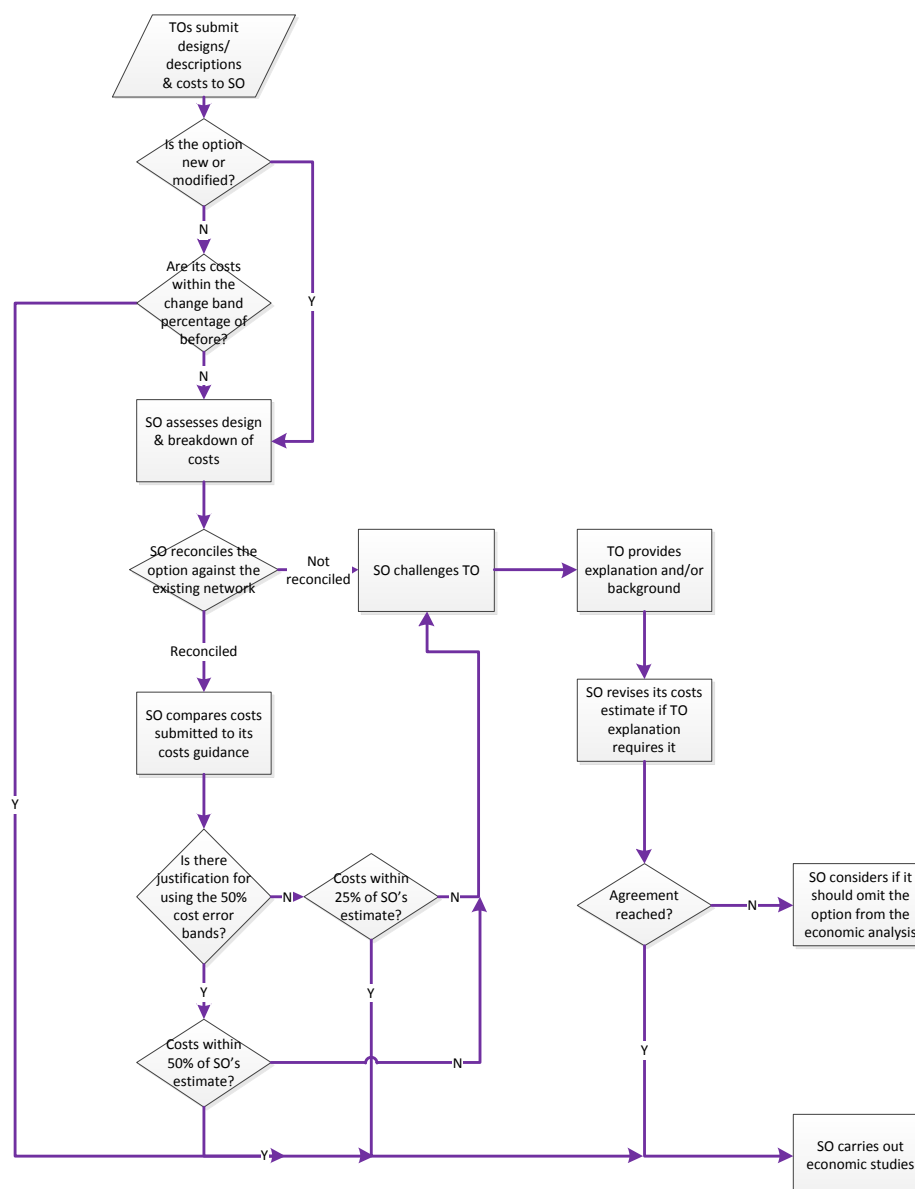 TOs submit
designs/
descriptions
& costs to SO
Is the option
new or
modified?
N
Are its costs
within the
change band
percentage of
before?
Y
N
SO assesses design
& breakdown of
costs
SO reconciles the
option against the
existing network
Not
reconciled
SO challenges TO
TO provides
explanation and/or
background
Reconciled
SO compares costs
submitted to its
costs guidance
SO revises its costs
estimate if TO
explanation
requires it
Y
Is there
justification for
using the 50%
cost error
bands?
N
Costs within
25% of SO's
estimate?
N
Agreement
reached?
N
SO considers if it
should omit the
option from the
economic analysis
Y
Y
Costs within
50% of SO's
estimate?
N
Y
Y
SO carries out
economic studies